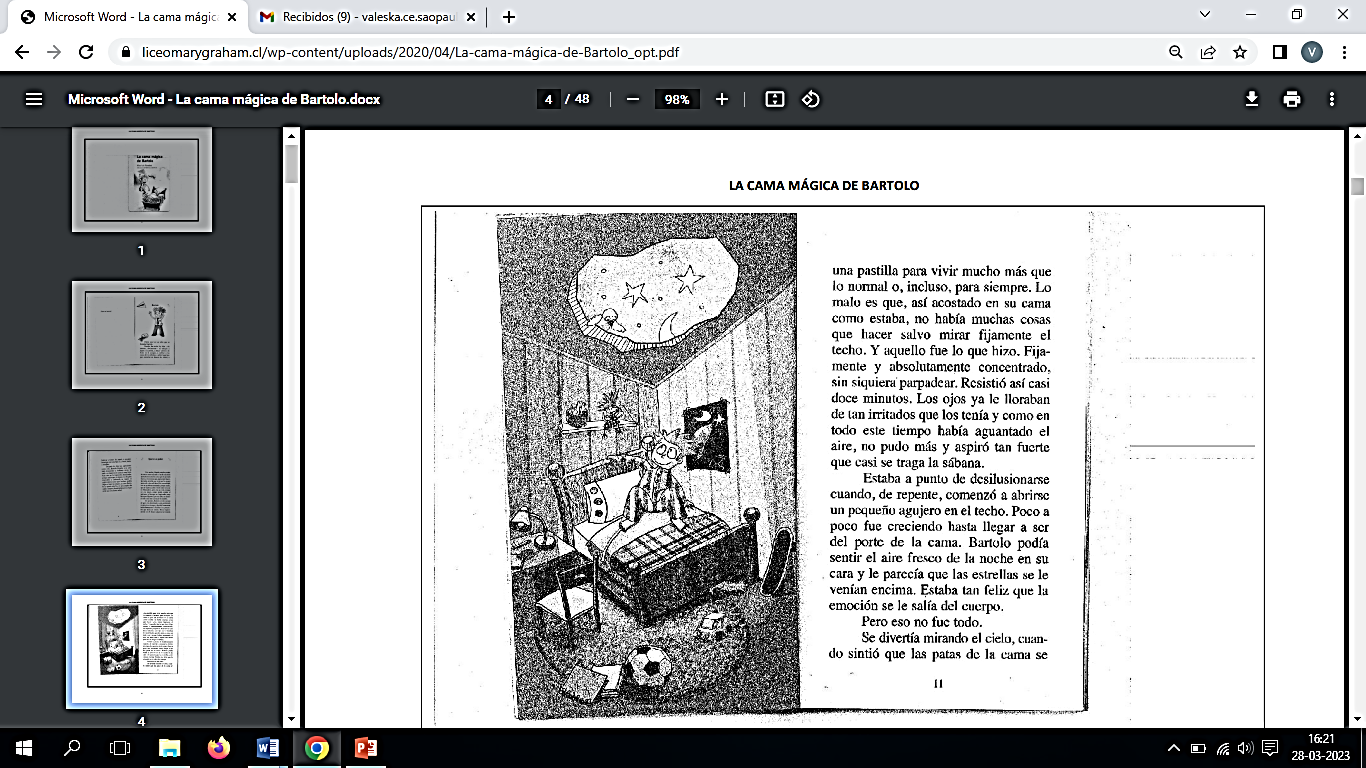 Microsoft Word - La cama mágic
Recibidos (9) - valeska.ce.saopaul
liceomarygraham.cl/wp-content/uploads/2020/04/La-cama-mágica-de-Bartolo_opt.pdf
V
Microsoft Word - La cama mágica de Bartolo.docx
4 / 48
98%
La cama mágica
de Bartolo
1
2
3
4
LA CAMA MÁGICA DE BARTOLO
una pastilla para vivir mucho más que
lo normal o, incluso, para siempre. Lo
malo es que, así acostado en su cama
como estaba, no había muchas cosas
que hacer salvo mirar fijamente el
techo. Y aquello fue lo que hizo. Fija-
mente y absolutamente concentrado,
sin siquiera parpadear. Resistió así casi
doce minutos. Los ojos ya le lloraban
de tan irritados que los tenía y como en
todo este tiempo había aguantado el
aire, no pudo más y aspiró tan fuerte
que casi se traga la sábana.
Estaba a punto de desilusionarse
cuando, de repente, comenzó a abrirse
un pequeño agujero en el techo. Poco a
poco fue creciendo hasta llegar a ser
del porte de la cama. Bartolo podía
sentir el aire fresco de la noche en su
cara y le parecía que las estrellas se le
venían encima. Estaba tan feliz que la
emoción se le salía del cuerpo.
Pero eso no fue todo.
Se divertía mirando el cielo, cuan-
do sintió que las patas de la cama se
11
16:21
28-03-2023